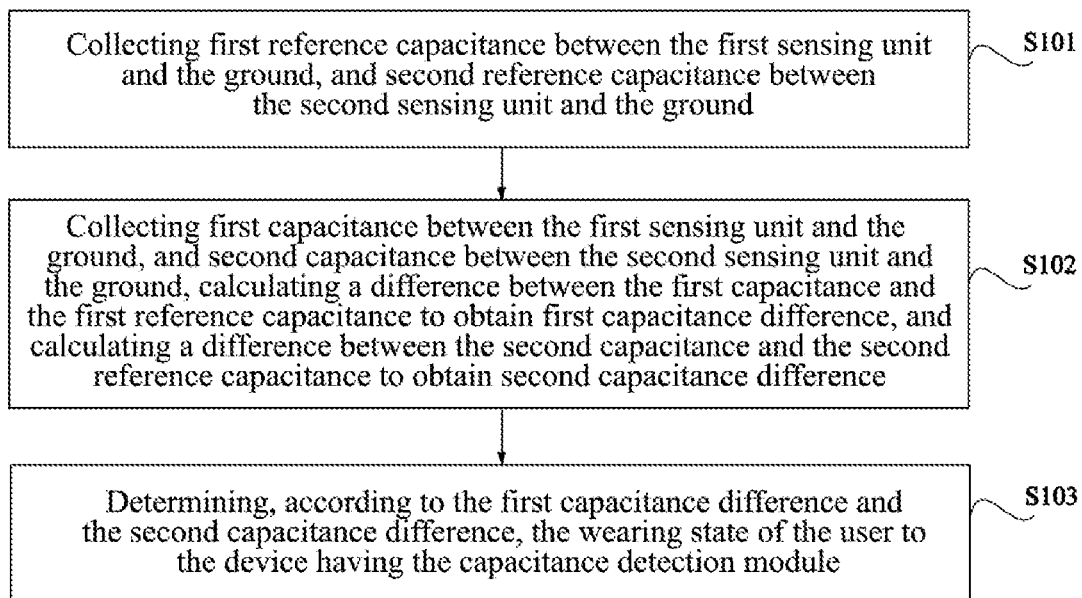 Collecting first reference capacitance between the first sensing unit
and the ground, and second reference capacitance between
the second sensing unit and the ground
S101
Collecting first capacitance between the first sensing unit and the
ground, and second capacitance between the second sensing unit and
the ground, calculating a difference between the first capacitance and
the first reference capacitance to obtain first capacitance difference, and
calculating a difference between the second capacitance and the second
reference capacitance to obtain second capacitance difference
S102
Determining, according to the first capacitance difference and
the second capacitance difference, the wearing state of the user to
the device having the capacitance detection module
S103